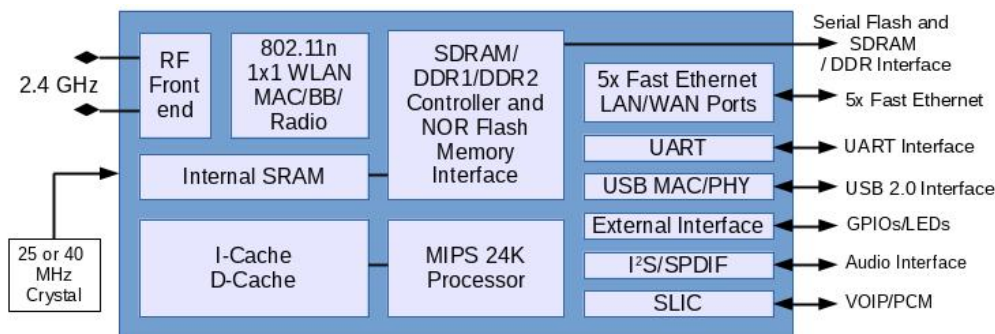 2.4 GHz
25 or 40
MHz
Crystal
RF
Front
end
802.11n
1x1 WLAN
MAC/BB/
Radio
SDRAM/
DDR1/DDR2
Controller and
NOR Flash
Memory
Interface
Internal SRAM
I-Cache
D-Cache
MIPS 24K
Processor
5x Fast Ethernet
LAN/WAN Ports
UART
USB MAC/PHY
External Interface
I²S/SPDIF
SLIC
Serial Flash and
SDRAM
/ DDR Interface
5x Fast Ethernet
UART Interface
USB 2.0 Interface
GPIOs/LEDs
Audio Interface
VOIP/PCM